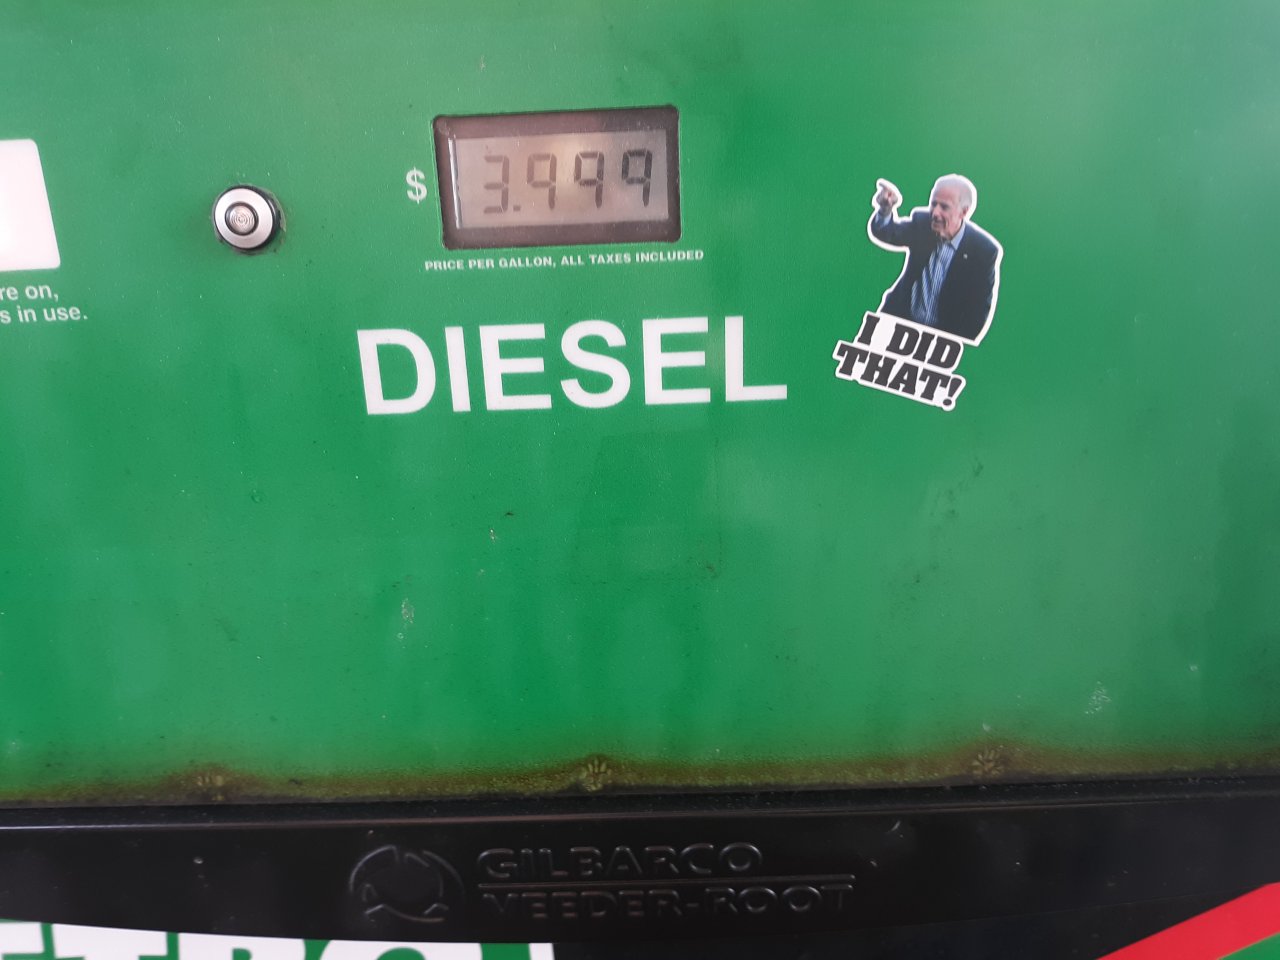 re on,
s in use.
$ 3.999
PRICE PER GALLON, ALL TAXES INCLUDED
DIESEL
I DID
THAT!
GILBARCO
VEEDER-ROOT